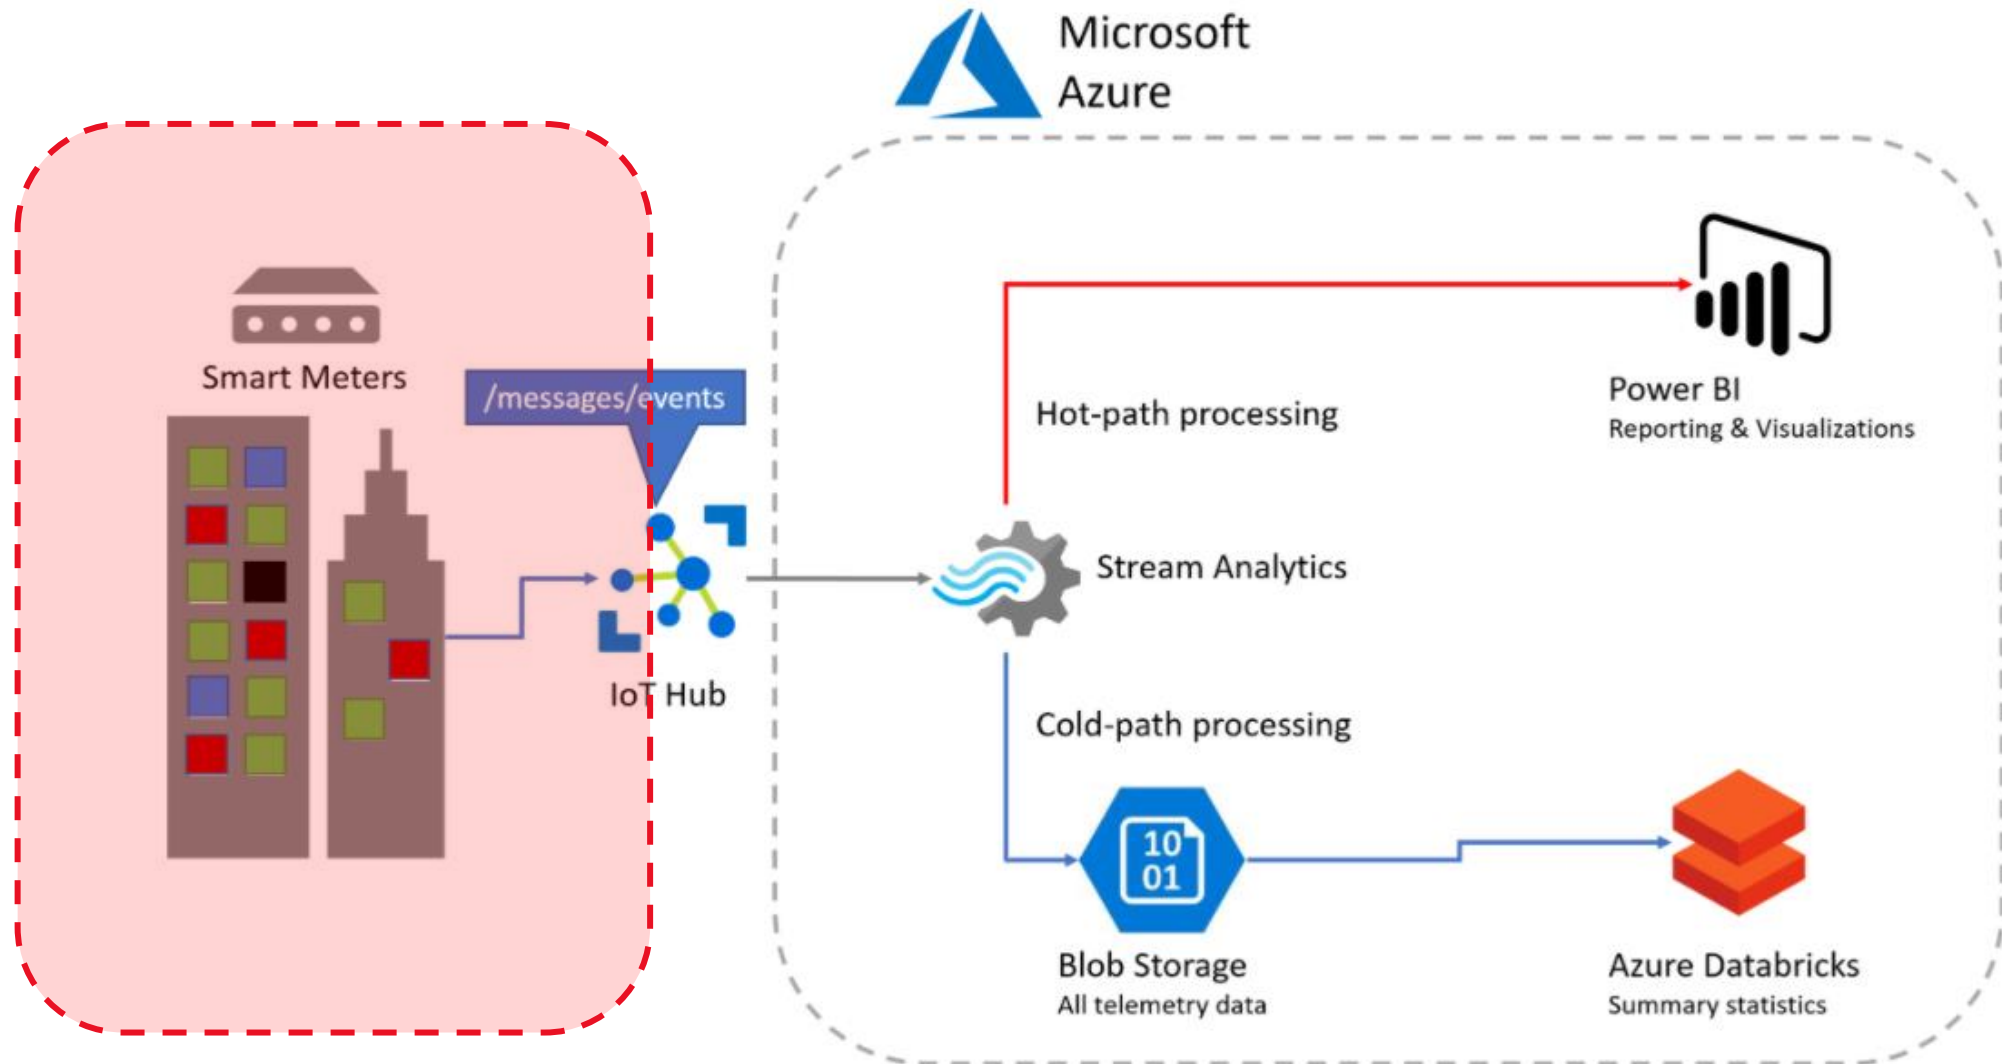 Microsoft
Azure
Smart Meters
/messages/events
IoT Hub
Hot-path processing
Power BI
Reporting & Visualizations
Stream Analytics
Cold-path processing
10
01
Blob Storage
All telemetry data
Azure Databricks
Summary statistics